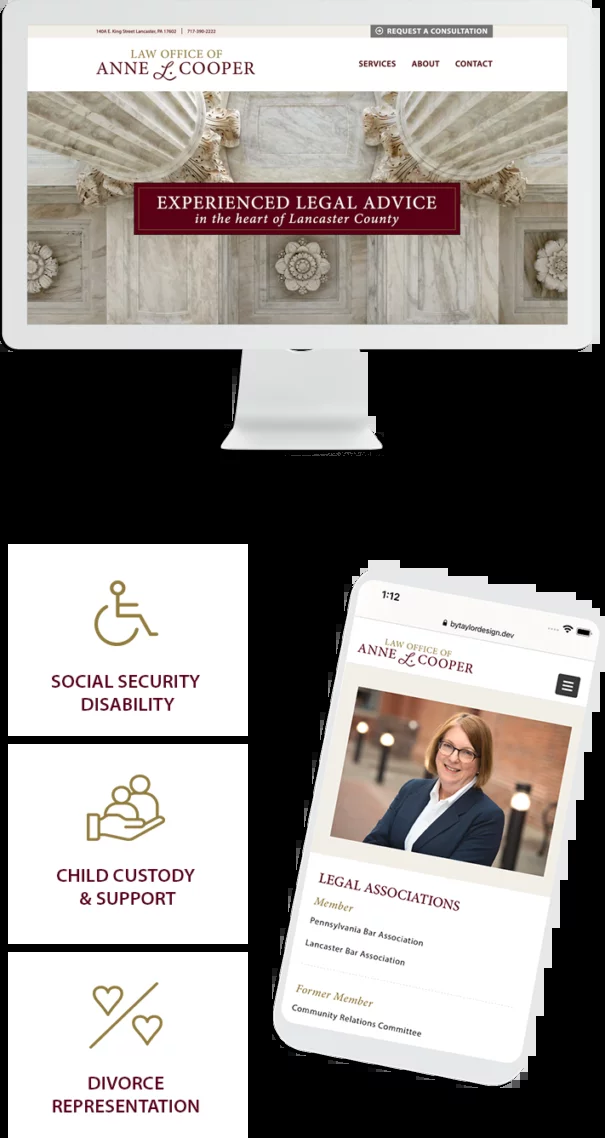 140A E. King Street Lancaster, PA 17602 | 717-390-2222
REQUEST A CONSULTATION
LAW OFFICE OF
ANNE L. COOPER
SERVICES ABOUT CONTACT
EXPERIENCED LEGAL ADVICE
in the heart of Lancaster County
SOCIAL SECURITY
DISABILITY
CHILD CUSTODY
& SUPPORT
DIVORCE
REPRESENTATION
1:12
bytaylordesign.dev
LAW OFFICE OF
ANNE L. COOPER
LEGAL ASSOCIATIONS
Member
Pennsylvania Bar Association
Lancaster Bar Association
Former Member
Community Relations Committee